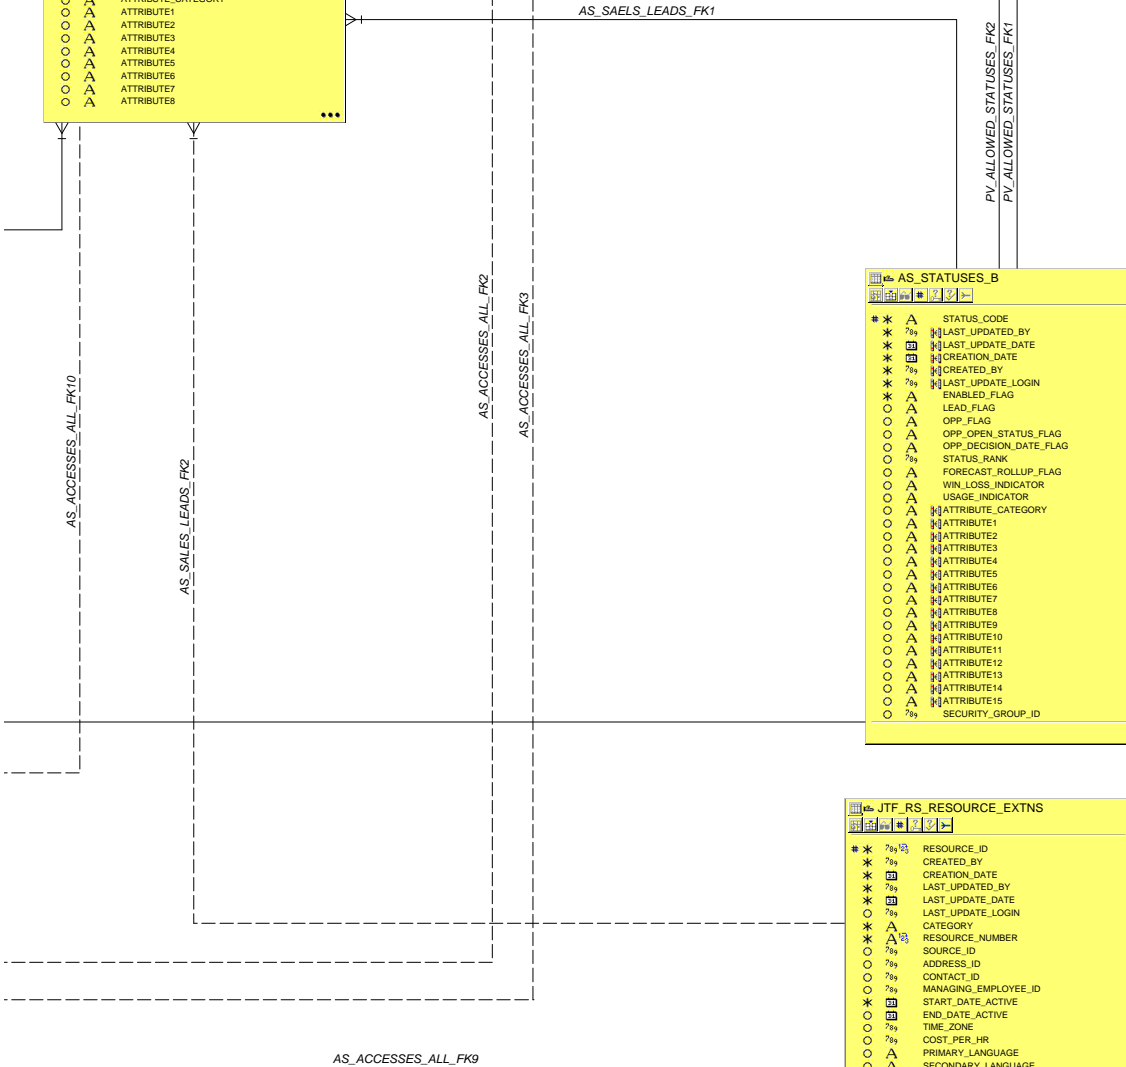 ATTRIBUTE_CATEGORY
ATTRIBUTE1
ATTRIBUTE2
ATTRIBUTE3
ATTRIBUTE4
ATTRIBUTE5
ATTRIBUTE6
ATTRIBUTE7
ATTRIBUTE8
AS_SAELS_LEADS_FK1
PV_ALLOWED_STATUSES_FK2
PV_ALLOWED_STATUSES_FK1
AS_ACCESSES_ALL_FK2
AS_ACCESSES_ALL_FK3
AS_ACCESSES_ALL_FK10
AS_SALES_LEADS_FK2
AS_STATUSES_B
STATUS_CODE
LAST_UPDATED_BY
LAST_UPDATE_DATE
CREATION_DATE
CREATED_BY
LAST_UPDATE_LOGIN
ENABLED_FLAG
LEAD_FLAG
OPP_FLAG
OPP_OPEN_STATUS_FLAG
OPP_DECISION_DATE_FLAG
STATUS_RANK
FORECAST_ROLLUP_FLAG
WIN_LOSS_INDICATOR
USAGE_INDICATOR
ATTRIBUTE_CATEGORY
ATTRIBUTE1
ATTRIBUTE2
ATTRIBUTE3
ATTRIBUTE4
ATTRIBUTE5
ATTRIBUTE6
ATTRIBUTE7
ATTRIBUTE8
ATTRIBUTE9
ATTRIBUTE10
ATTRIBUTE11
ATTRIBUTE12
ATTRIBUTE13
ATTRIBUTE14
ATTRIBUTE15
SECURITY_GROUP_ID
JTF_RS_RESOURCE_EXTNS
RESOURCE_ID
CREATED_BY
CREATION_DATE
LAST_UPDATED_BY
LAST_UPDATE_DATE
LAST_UPDATE_LOGIN
CATEGORY
RESOURCE_NUMBER
SOURCE_ID
ADDRESS_ID
CONTACT_ID
MANAGING_EMPLOYEE_ID
START_DATE_ACTIVE
END_DATE_ACTIVE
TIME_ZONE
COST_PER_HR
PRIMARY_LANGUAGE
SECONDARY_LANGUAGE
AS_ACCESSES_ALL_FK9